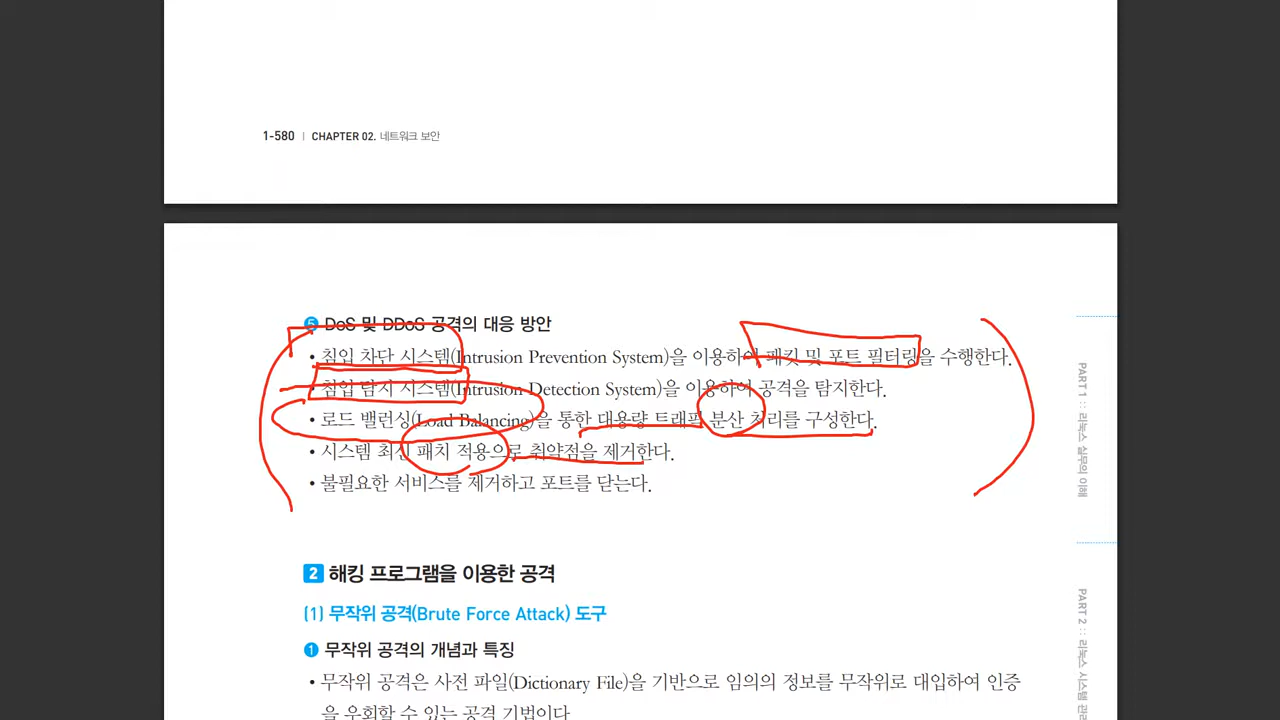 1-580 | CHAPTER 02. 네트워크 보안
❺ DoS 및 DDoS 공격의 대응 방안
• 침입 차단 시스템(Intrusion Prevention System)을 이용하여 패킷 및 포트 필터링을 수행한다.
• 침입 탐지 시스템(Intrusion Detection System)을 이용하여 공격을 탐지한다.
• 로드 밸런싱(Load Balancing)을 통한 대용량 트래픽 분산 처리를 구성한다.
• 시스템 최신 패치 적용으로 취약점을 제거한다.
• 불필요한 서비스를 제거하고 포트를 닫는다.
2 해킹 프로그램을 이용한 공격
(1) 무작위 공격(Brute Force Attack) 도구
❶ 무작위 공격의 개념과 특징
• 무작위 공격은 사전 파일(Dictionary File)을 기반으로 임의의 정보를 무작위로 대입하여 인증
을 우회할 수 있는 공격 기법이다
PART 1 :: 리눅스 실무의 이해
PART 2 :: 리눅스 시스템 관리